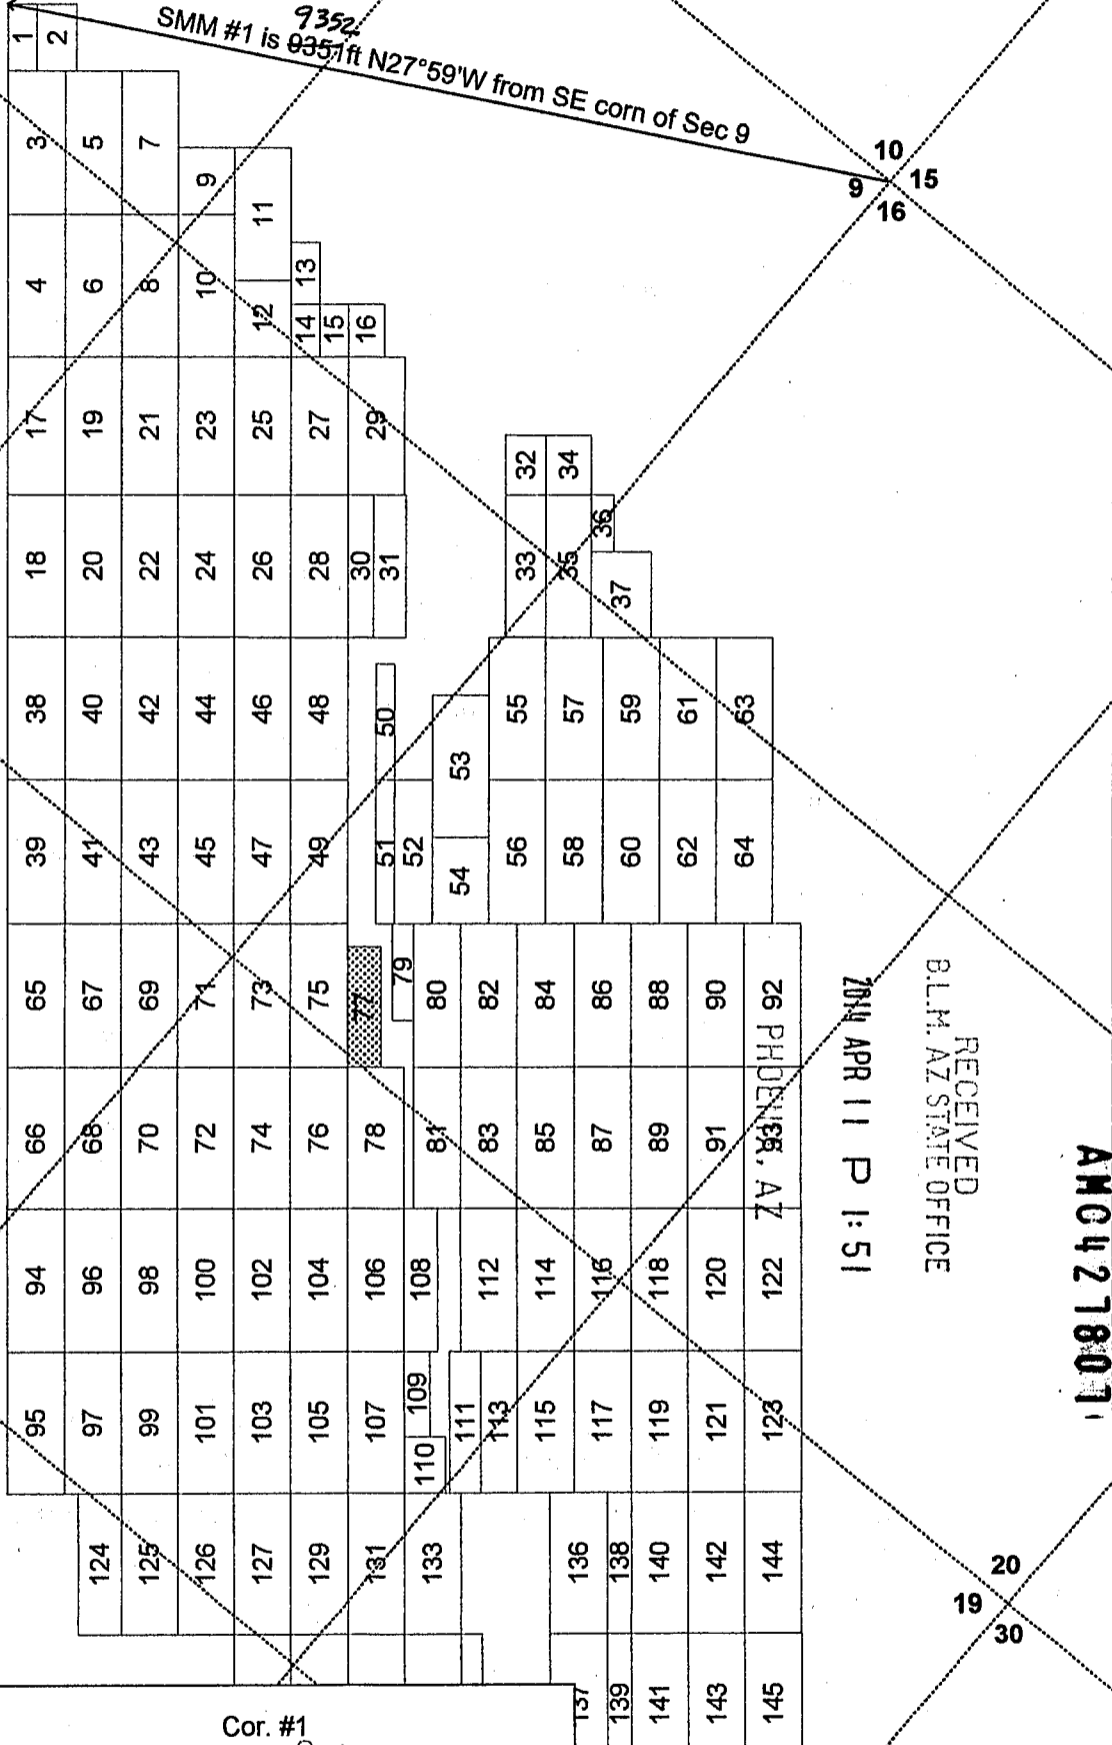 9352
SMM #1 is 9351ft N27°59'W from SE corn of Sec 9
10
9 15
16
1 2
3 5 7
9
11
4 6 8 10
12
13
14 15 16
17 19 21 23 25 27 29
18 20 22 24 26 28 30 31
32 34
33 35 36
37
38 40 42 44 46 48 50
53
55 57 59 61 63
39 41 43 45 47 49 51 52 54 56 58 60 62 64
65 67 69 71 73 75 77 79 80 82 84 86 88 90 92
66 68 70 72 74 76 78 81 83 85 87 89 91 93
94 96 98 100 102 104 106 108 112 114 116 118 120 122
95 97 99 101 103 105 107 109 111 113 115 117 119 121 123
110
124 125 126 127 129 131 133 136 138 140 142 144
137 139 141 143 145
RECEIVED
B.L.M. AZ STATE OFFICE
2014 APR 11 P 1:51
PHOENIX, AZ
AMC427807
20
19
30
Cor. #1